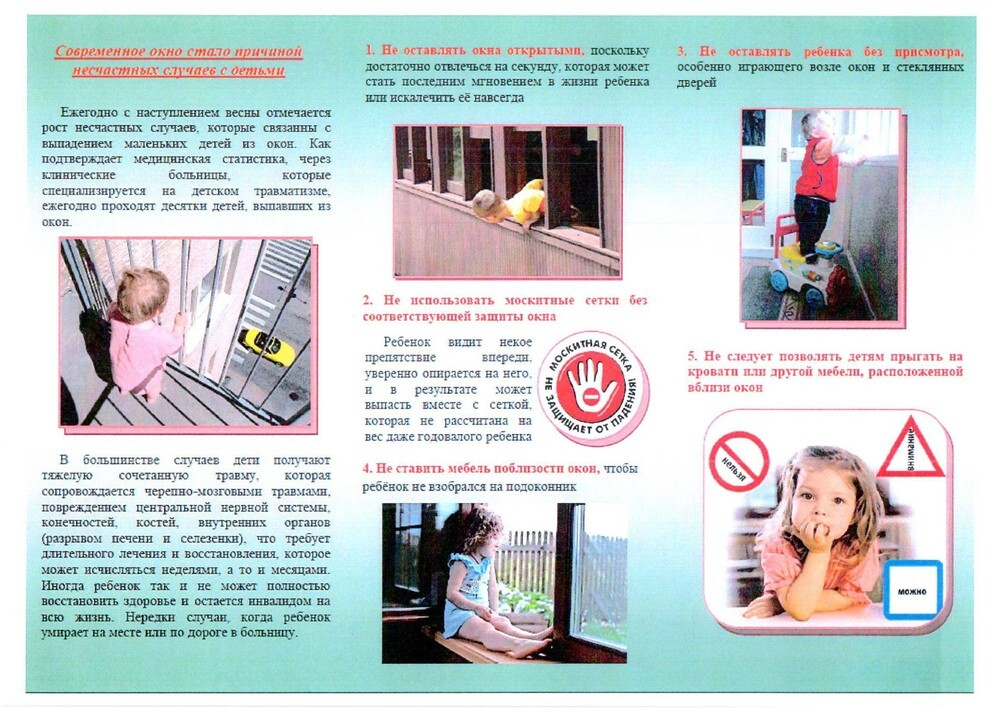 Современное окно стало причиной
несчастных случаев с детьми
Ежегодно с наступлением весны отмечается
рост несчастных случаев, которые связанны с
выпадением маленьких детей из окон. Как
подтверждает медицинская статистика, через
клинические больницы, которые
специализируется на детском травматизме,
ежегодно проходят десятки детей, выпавших из
окон.
В большинстве случаев дети получают
тяжелую сочетанную травму, которая
сопровождается черепно-мозговыми травмами,
повреждением центральной нервной системы,
конечностей, костей, внутренних органов
(разрывом печени и селезенки), что требует
длительного лечения и восстановления, которое
может исчисляться неделями, а то и месяцами.
Иногда ребенок так и не может полностью
восстановить здоровье и остается инвалидом на
всю жизнь. Нередки случаи, когда ребенок
умирает на месте или по дороге в больницу.
1. Не оставлять окна открытыми, поскольку
достаточно отвлечься на секунду, которая может
стать последним мгновением в жизни ребенка
или искалечить её навсегда
2. Не использовать москитные сетки без
соответствующей защиты окна
Ребенок видит некое
препятствие впереди,
уверенно опирается на него,
и в результате может
выпасть вместе с сеткой,
которая не рассчитана на
вес даже годовалого ребенка
МОСКИТНАЯ СЕТКА
НЕ ЗАЩИЩАЕТ ОТ ПАДЕНИЯ!
4. Не ставить мебель поблизости окон, чтобы
ребёнок не взобрался на подоконник
3. Не оставлять ребенка без присмотра,
особенно играющего возле окон и стеклянных
дверей
5. Не следует позволять детям прыгать на
кровати или другой мебели, расположенной
вблизи окон
нельзя
внимание
можно